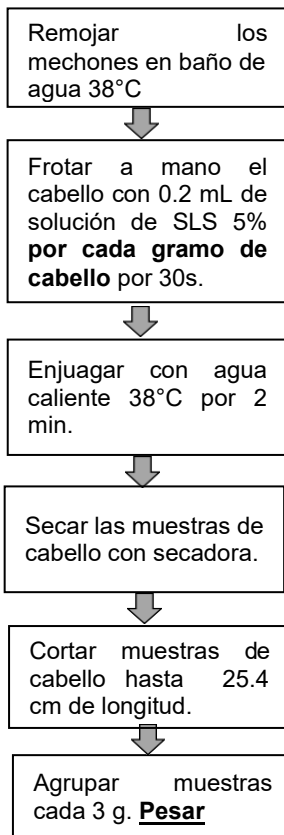 Remojar los
mechones en baño de
agua 38°C
Frotar a mano el
cabello con 0.2 mL de
solución de SLS 5%
por cada gramo de
cabello por 30s.
Enjuagar con agua
caliente 38°C por 2
min.
Secar las muestras de
cabello con secadora.
Cortar muestras de
cabello hasta 25.4
cm de longitud.
Agrupar muestras
cada 3 g. Pesar